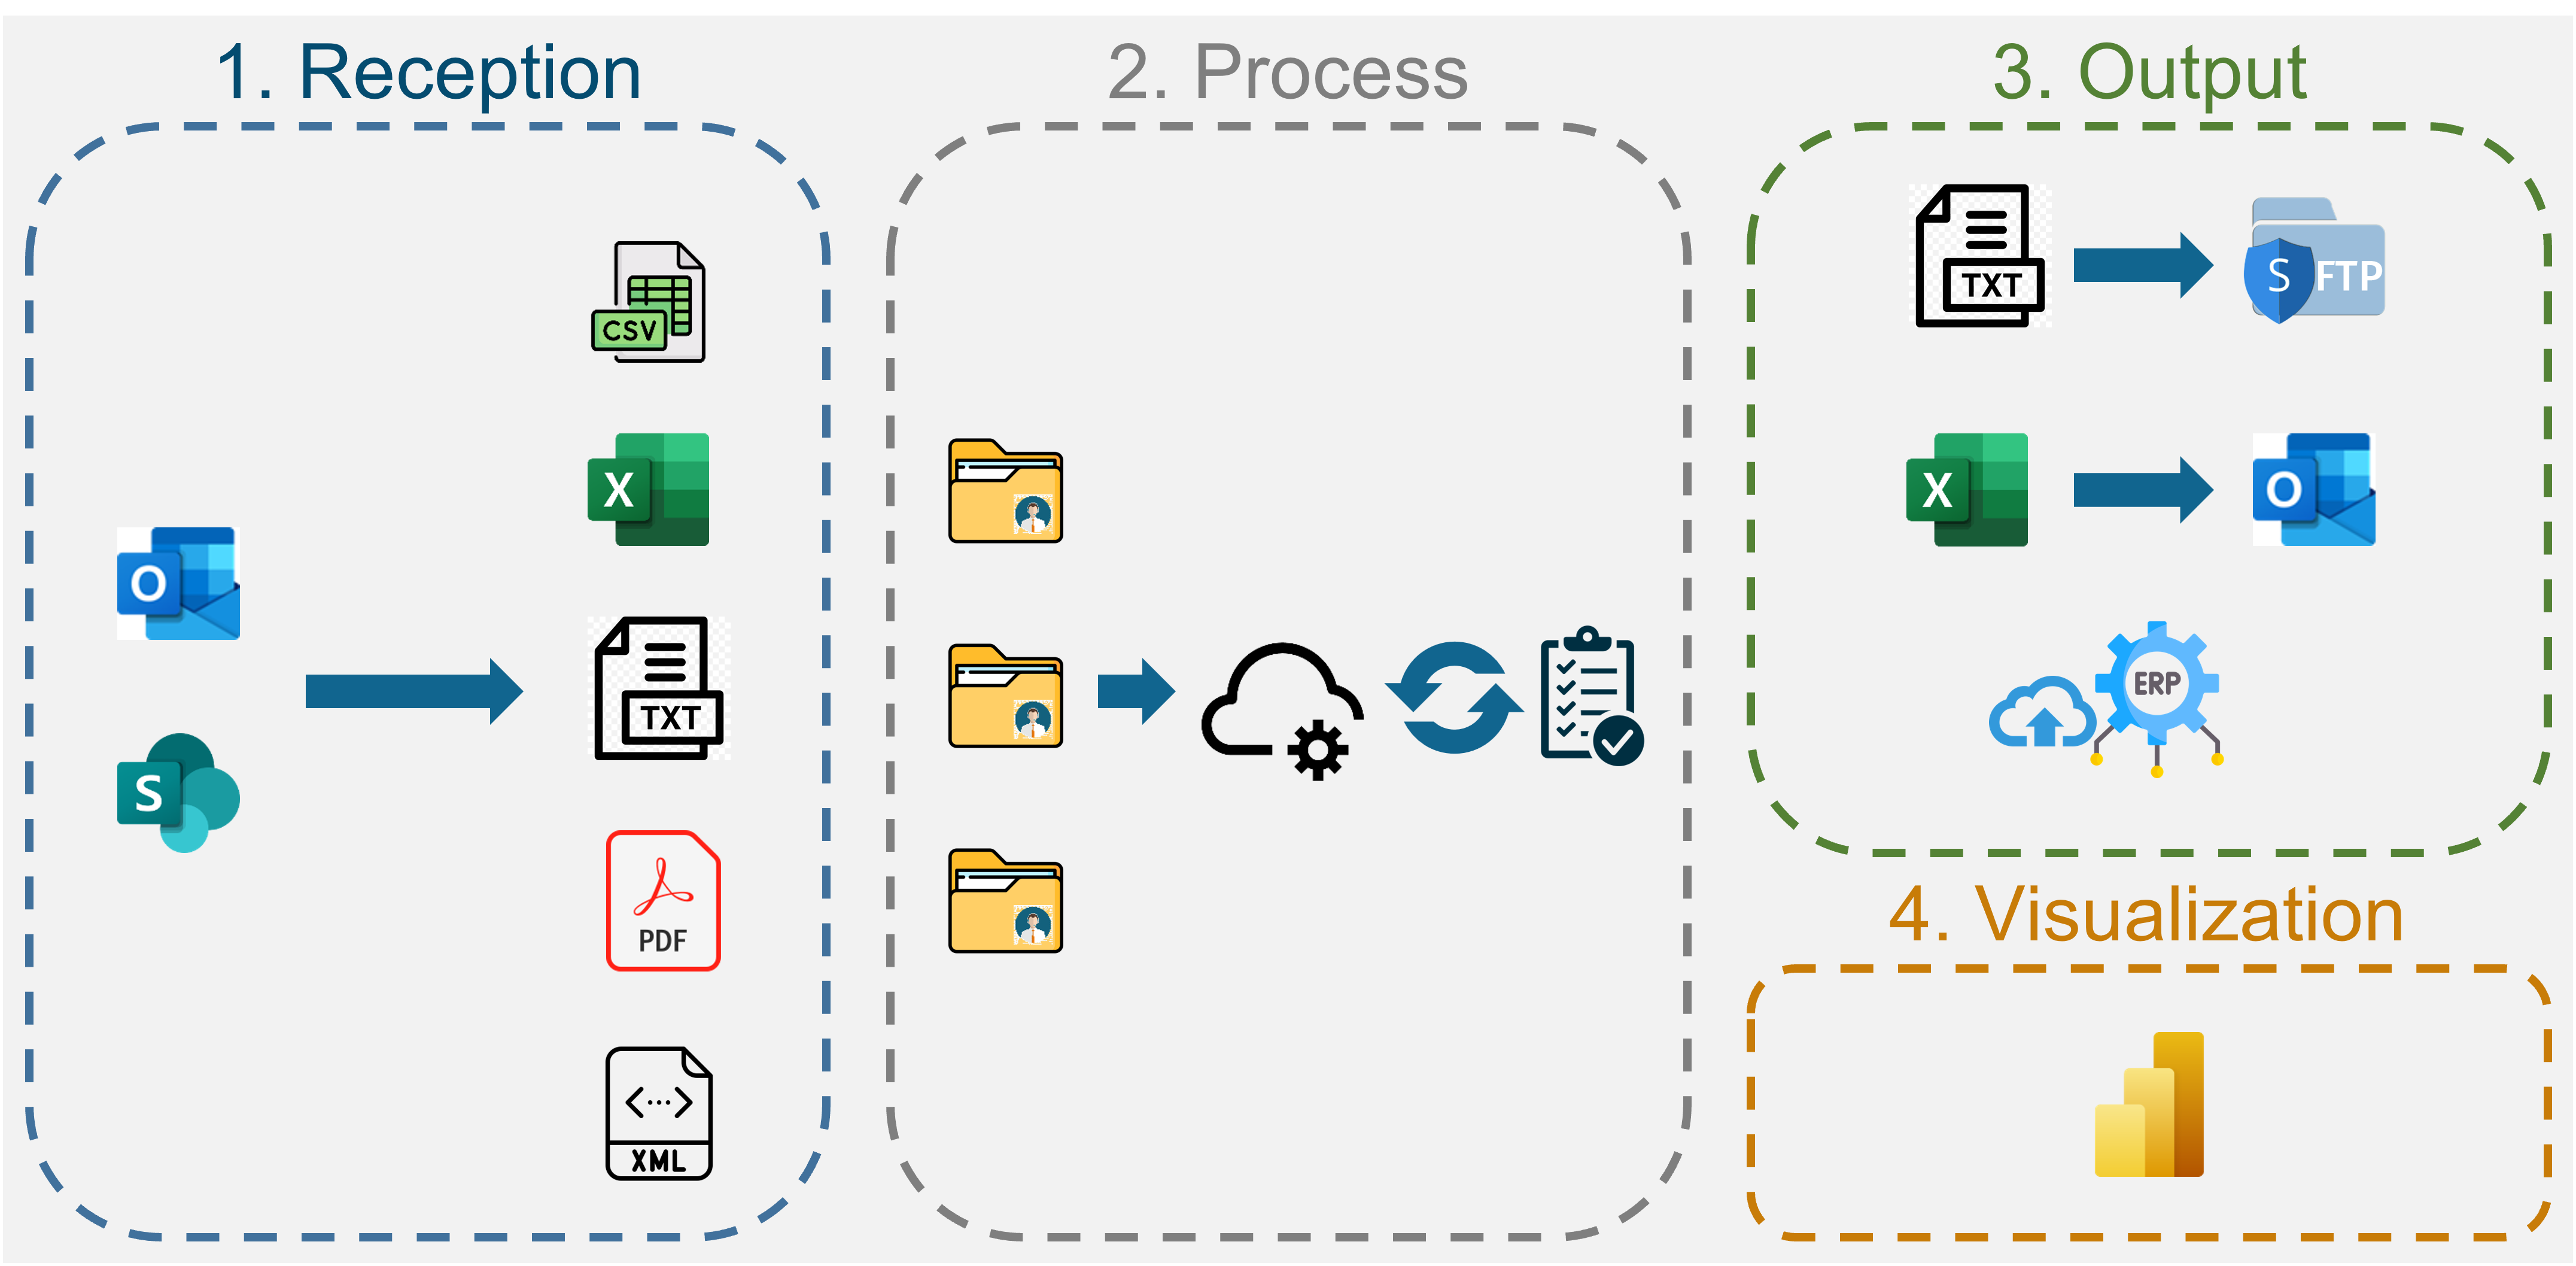 1. Reception
CSV
X
O
TXT
S
PDF
XML
2. Process
3. Output
TXT
S FTP
X
O
ERP
4. Visualization